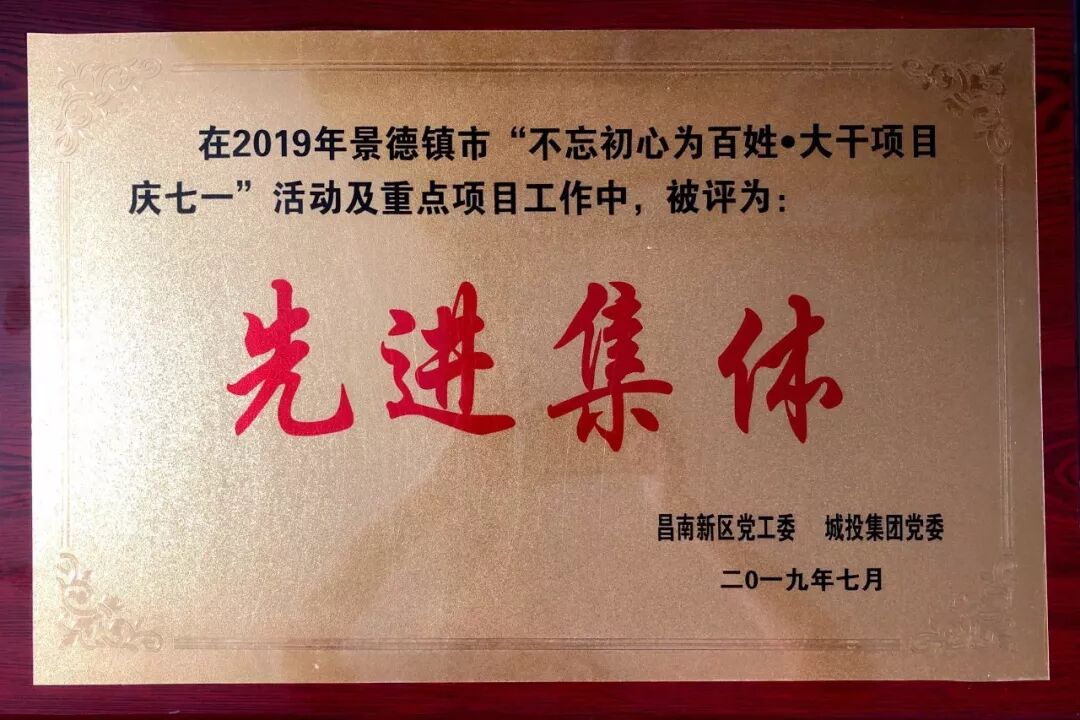 在2019年景德镇市“不忘初心为百姓•大干项目
庆七一”活动及重点项目工作中，被评为：
先进集体
昌南新区党工委 城投集团党委
二0一九年七月